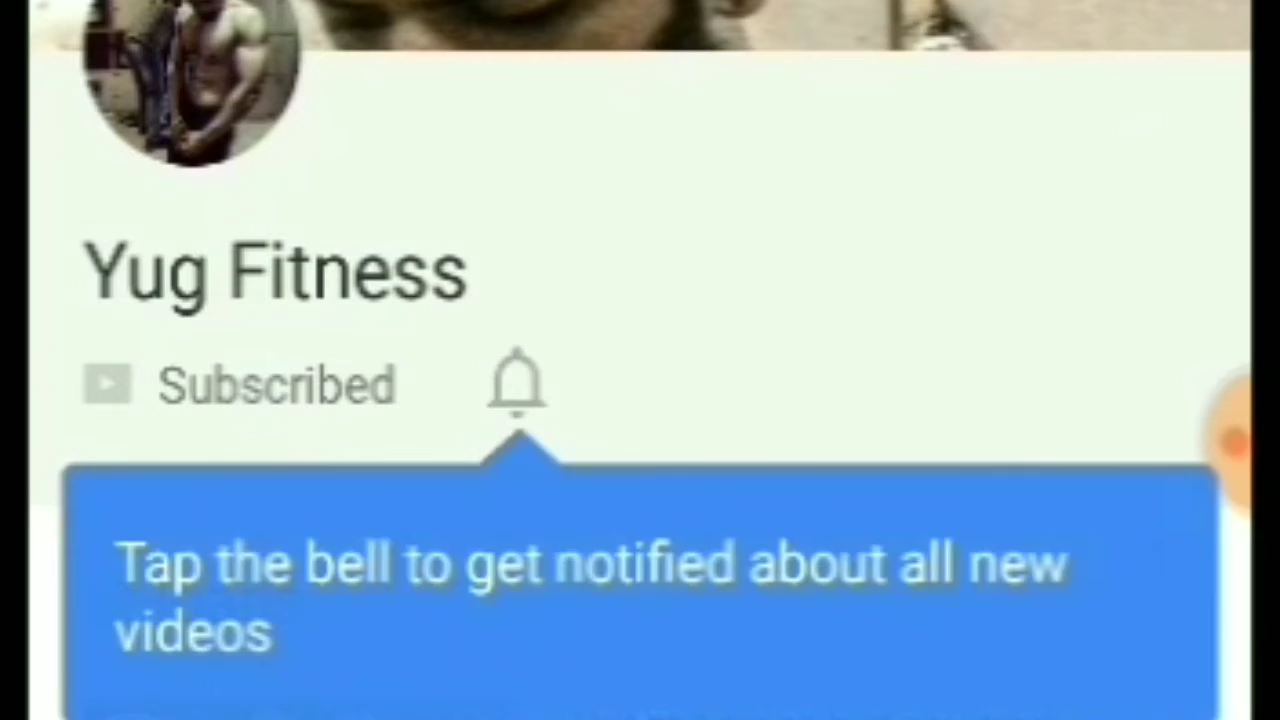 Yug Fitness
Subscribed
Tap the bell to get notified about all new
videos